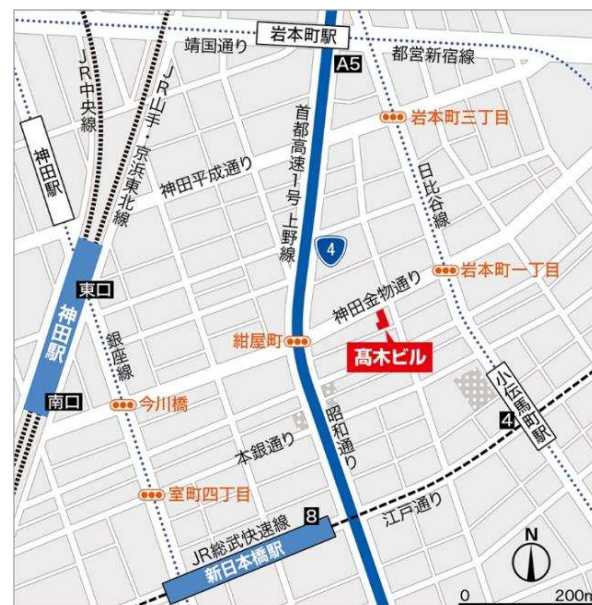 岩本町駅
靖国通り
都営新宿線
A5
JR中央線
JR山手・京浜東北線
首都高速1号 上野線
岩本町三丁目
神田駅
神田平成通り
日比谷線
4
岩本町一丁目
東口
神田金物通り
神田駅
銀座線
紺屋町
髙木ビル
南口
今川橋
昭和通り
小伝馬町駅
本銀通り
4
室町四丁目
8
江戸通り
JR総武快速線
新日本橋駅
N
0 200m